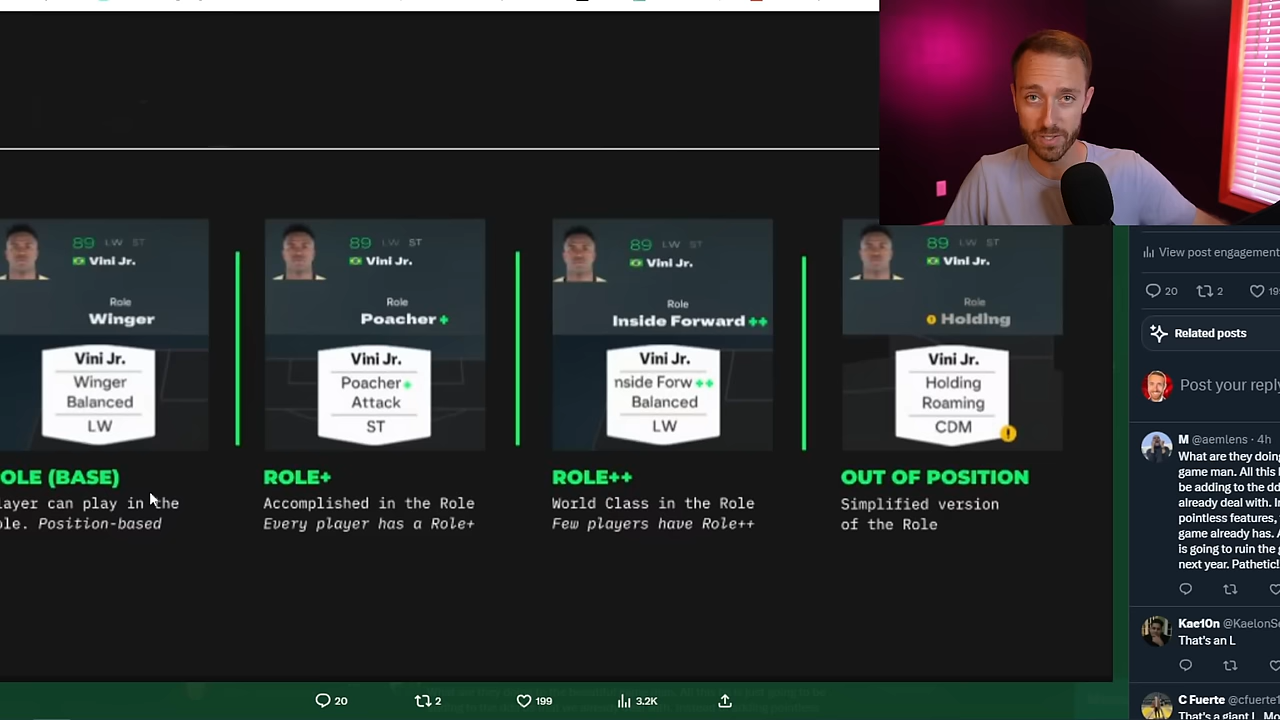 89 LW ST
Vini Jr.
Role
Winger
Vini Jr.
Winger
Balanced
LW
OLE (BASE)
layer can play in the
ole. Position-based
89 LW ST
Vini Jr.
Role
Poacher+
Vini Jr.
Poacher+
Attack
ST
ROLE+
Accomplished in the Role
Every player has a Role+
89 LW ST
Vini Jr.
Role
Inside Forward ++
Vini Jr.
nside Forw ++
Balanced
LW
ROLE++
World Class in the Role
Few players have Role++
89 LW ST
Vini Jr.
Role
! Holding
Vini Jr.
Holding
Roaming
CDM
!
OUT OF POSITION
Simplified version
of the Role
20 2 199 3.2K
View post engagement
20 2 19
Related posts
Post your reply
M @aemlens · 4h
What are they doing
game man. All this
be adding to the dd
already deal with. In
pointless features,
game already has. A
is going to ruin the g
next year. Pathetic!
Kae10n @KaelonSe
That's an L
C Fuerte @cfuerte1
That's a giant L. Mo